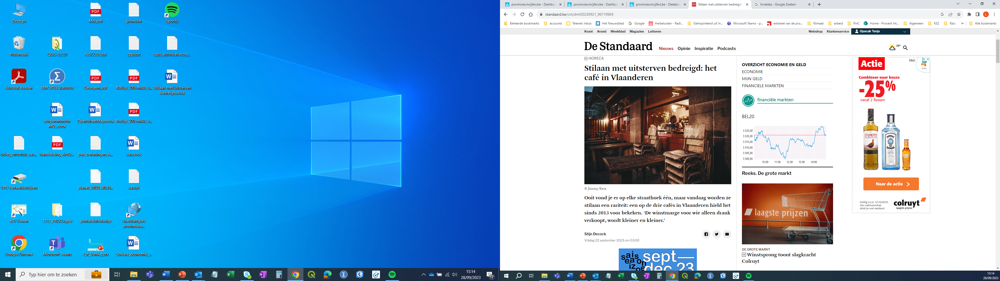 Deze pc
Mol.pdf
prono.txt
Spotify
Prullenbak
QGIS 3.32.0
NISCODE.txt
qgis.txt
spss_autorisatiecod...
Acrobat Reader
IBM SPSS Statistics
Oelegem.pdf
Rollup_200cmx85_v...
Stilaan met uitsterven
bedreigd.docx
dorpenmonitor
MOL.docx
OpenStreetMap.docx
Rollup_200cmx85_v...
uitleg_structuur_sas....
handleiding_ArcGI...
pad_oefeningen_A...
sas.docx
VPN Netwerkschijven
planet_3.028_50.59...
sas.txt
eID Viewer
TEST_PROC3.gdb
postaldistricts.shp
Snelstartgids
provinciale...
Google Chrome
Microsoft Teams
Ppt_DenA.pptx
Sociale_economie_...
Typ hier om te zoeken
15:14
28/09/2023
17
provincies.incijfers.be - Dashbo
provincies.incijfers.be - Dashbo
provincies.incijfers.be - Databan
Stilaan met uitsterven bedreigd:
hrvatska - Google Zoeken
standaard.be/cnt/dmf20230921_96719969
Beheerde bookmarks
accounts
Telenet: Inbox
Het Nieuwsblad
Google
Herbeluister - Radi...
Geïmporteerd uit In...
Microsoft Teams - p...
extranet van de pro...
Klimaat
arbeid
PinC
Home - Provant Int...
Algemeen
KSZ
Kbo
»
Alle bookmarks
Krant Avond Weekblad Magazine Letteren
Webshop Klantenservice Opacak Tanja
De Standaard
Nieuws Opinie Inspiratie Podcasts
20°
HORECA
Stilaan met uitsterven bedreigd: het
café in Vlaanderen
© Jimmy Kets
Ooit vond je er op elke straathoek één, maar vandaag worden ze
stilaan een rariteit: een op de drie cafés in Vlaanderen hield het
sinds 2013 voor bekeken. ‘De winstmarge voor wie alleen drank
verkoopt, wordt kleiner en kleiner.’
Stijn Decock
Vrijdag 22 september 2023 om 03:00
sept—
dec 23
OVERZICHT ECONOMIE EN GELD
ECONOMIE
MIJN GELD
FINANCIELE MARKTEN
financiële markten
BEL20
3.525,00
3.520,00
3.515,00
3.510,00
3.505,00
3.500,00
10:00 11:00 12:00 13:00 14:00
Reeks. De grote markt
laagste prijzen
DE GROTE MARKT
Winstsprong toont slagkracht
Colruyt
Actie
Met
XTRA
Combineer naar keuze
-25%
vanaf 2 flessen
FAMOUS
GROUSE
BOMBAY
SAPPHIRE
Naar de actie
Geldig t.e.m. 3/10/2023.
Ons vakmanschap
drink je met verstand
colruyt
laagste prijzen
15:14
28/09/2023